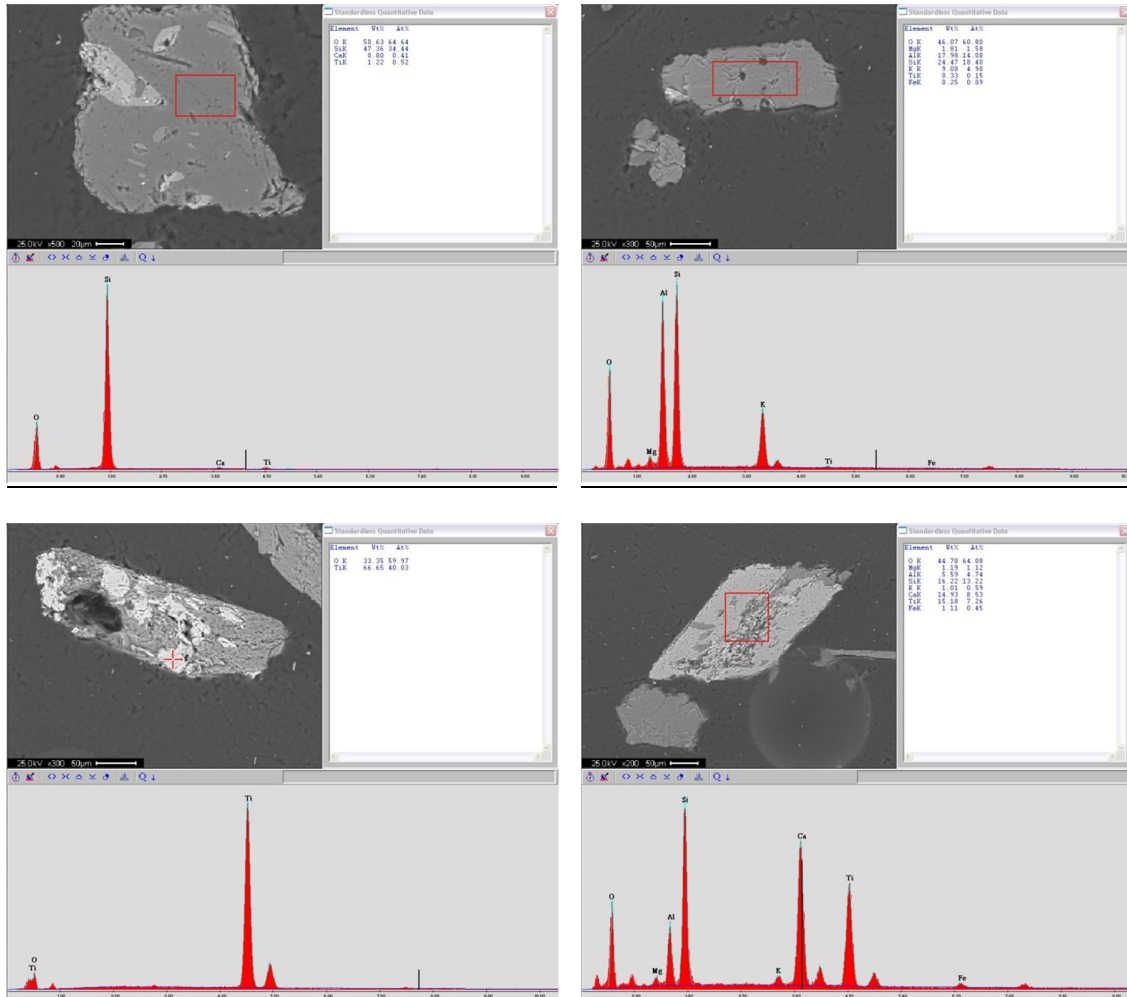 Standardless Quantitative Data
Element Wt% At%
O K 50.63 64.64
SiK 47.36 34.44
CaK 0.80 0.41
TiK 1.22 0.52
25.0kV x500 20µm
Si
O
Ca
Ti
Standardless Quantitative Data
Element Wt% At%
O K 46.07 60.80
MgK 1.81 1.58
AlK 17.98 14.08
SiK 24.47 18.40
K K 9.08 4.90
TiK 0.33 0.15
FeK 0.25 0.09
25.0kV x300 50µm
Si
Al
O
K
Mg
Ti
Fe
Standardless Quantitative Data
Element Wt% At%
O K 33.35 59.97
TiK 66.65 40.03
25.0kV x300 50µm
Ti
O
Ti
Standardless Quantitative Data
Element Wt% At%
O K 44.78 64.08
MgK 1.19 1.12
AlK 5.59 4.74
SiK 16.22 13.22
K K 1.01 0.59
CaK 14.93 8.53
TiK 15.18 7.26
FeK 1.11 0.45
25.0kV x200 50µm
Si
Ca
Ti
O
Al
Mg
K
Fe